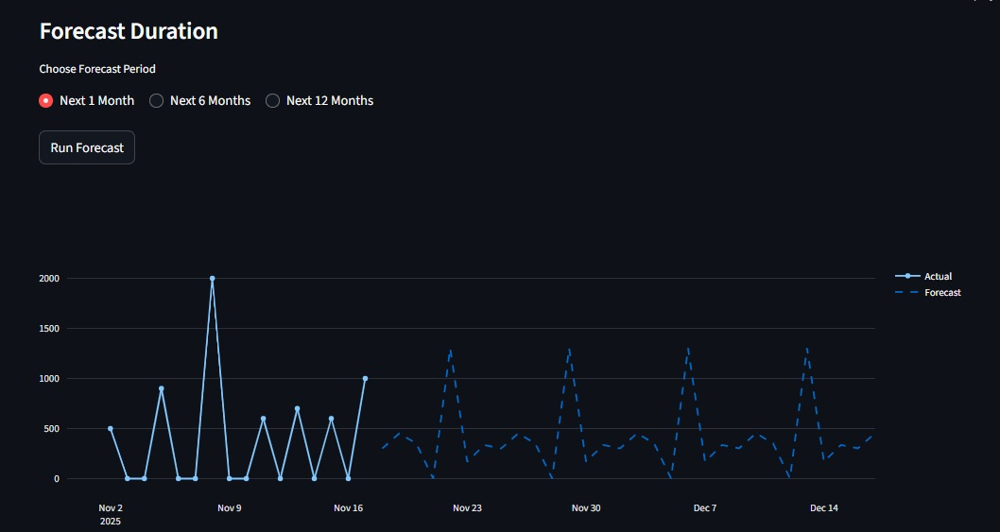 Forecast Duration
Choose Forecast Period
Next 1 Month Next 6 Months Next 12 Months
Run Forecast
2000
1500
1000
500
0
Nov 2 Nov 9 Nov 16 Nov 23 Nov 30 Dec 7 Dec 14
2025
Actual
Forecast